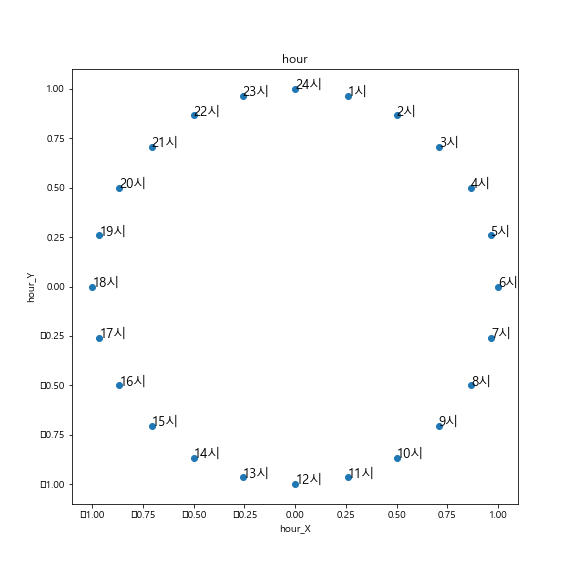 hour
1.00
24시
23시
1시
22시
2시
0.75
21시
3시
0.50
20시
4시
0.25
19시
5시
hour_Y
0.00
18시
6시
□0.25
17시
7시
□0.50
16시
8시
□0.75
15시
9시
14시
10시
□1.00
13시
12시
11시
□1.00
□0.75
□0.50
□0.25
0.00
0.25
0.50
0.75
1.00
hour_X